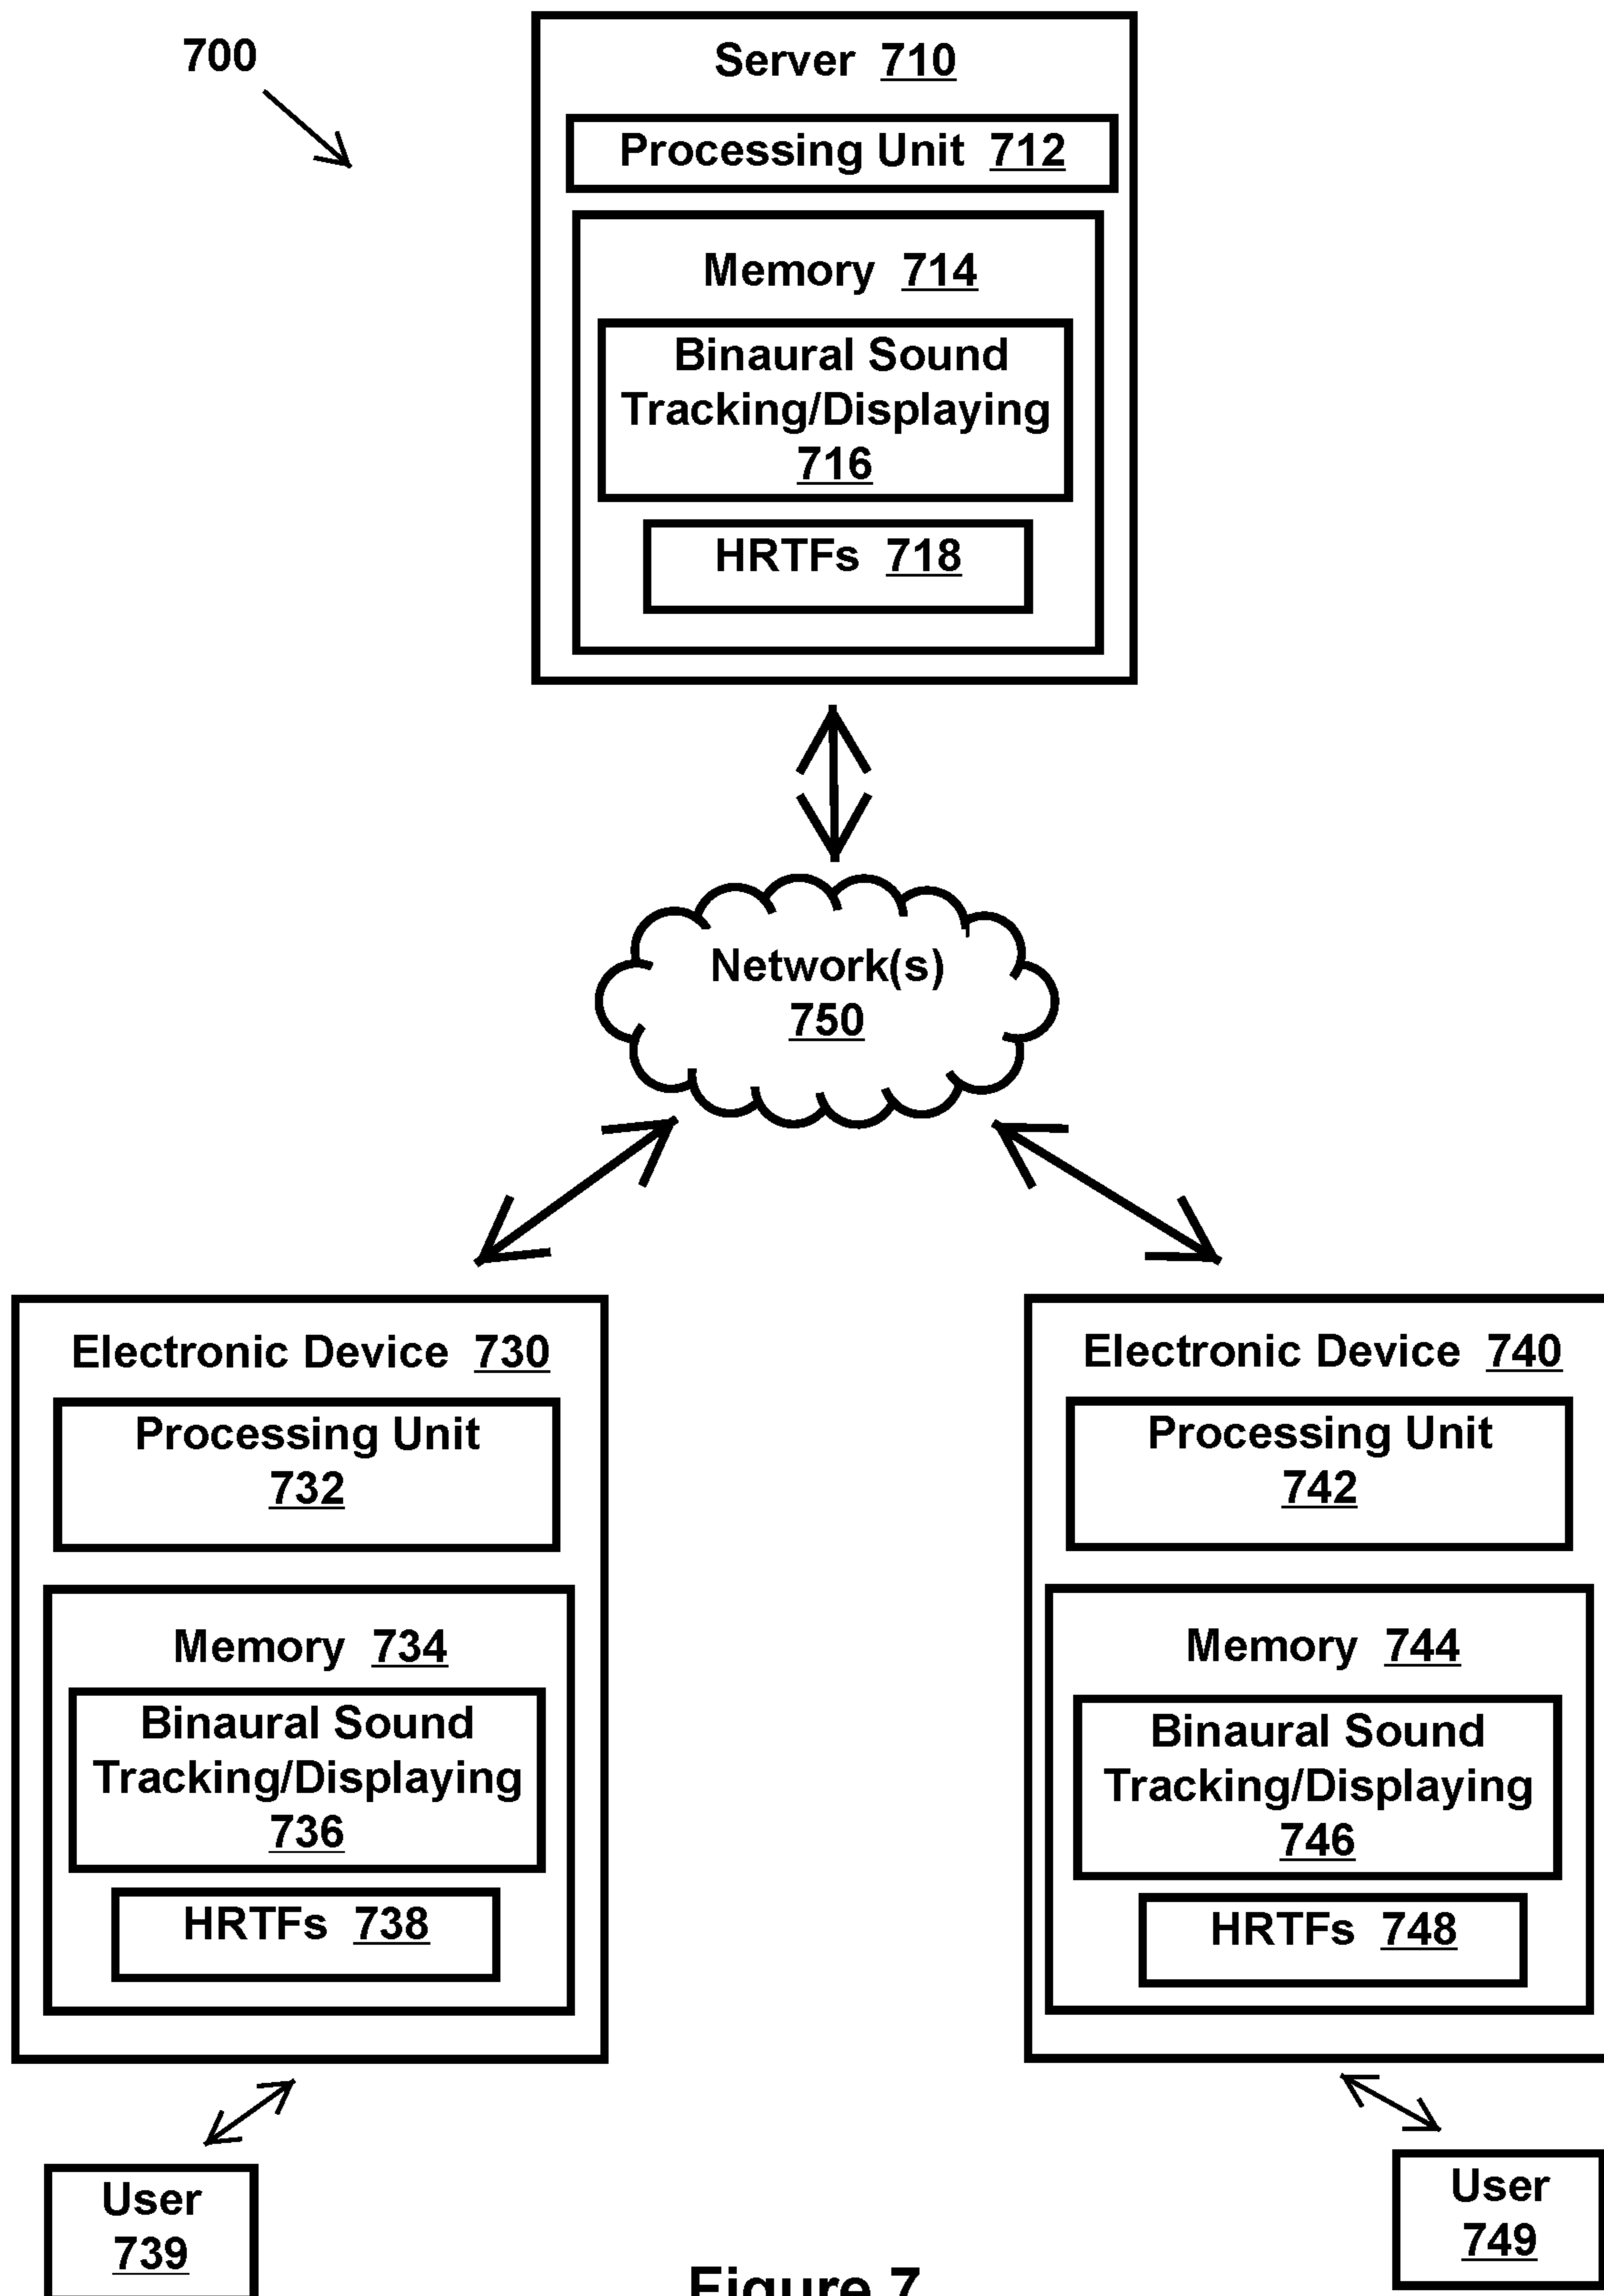 700
Server 710
Processing Unit 712
Memory 714
Binaural Sound
Tracking/Displaying
716
HRTFs 718
Network(s)
750
Electronic Device 730
Processing Unit
732
Memory 734
Binaural Sound
Tracking/Displaying
736
HRTFs 738
User
739
Electronic Device 740
Processing Unit
742
Memory 744
Binaural Sound
Tracking/Displaying
746
HRTFs 748
User
749
Figure 7